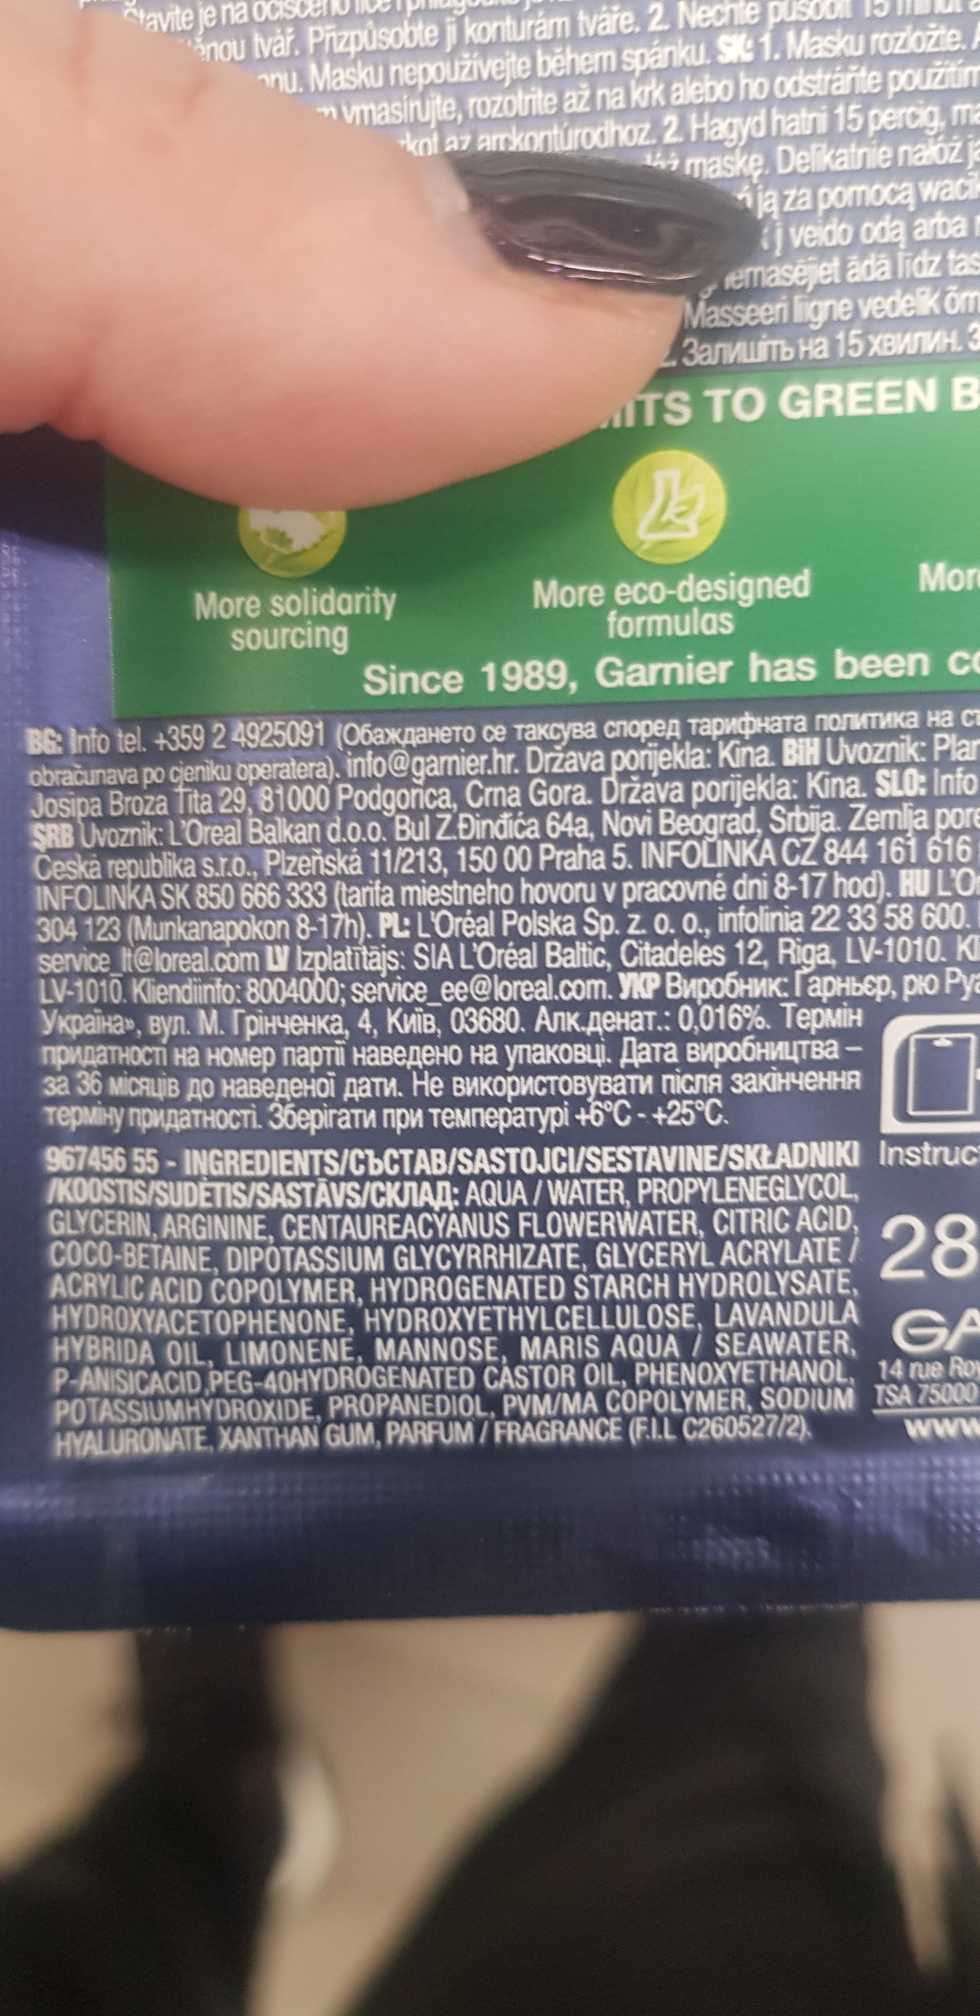 je na
tvář. Přizpůsobte ji konturám tváře. 2. Nechte působit 15
Masku nepoužívejte během spánku. SK: 1. Masku rozložte.
vmasírujte, rozotrite až na krk alebo ho odstráňte použitím
az arckontúrodhoz. 2. Hagyd hatni 15 percig,
maskę. Delikatnie nałóż
ją za pomocą
į veido odą arba
ādā līdz
Masseeri liigne vedelik
Залишіть на 15 хвилин.
TO GREEN B
More solidarity
sourcing
More eco-designed
formulas
Mor
Since 1989, Garnier has been
BG: Info tel. +359 2 4925091 (Обаждането се таксува според тарифната политика на
obračunava po cjeniku operatera). info@garnier.hr. Država porijekla: Kina. BiH Uvoznik:
Josipa Broza Tita 29, 81000 Podgorica, Crna Gora. Država porijekla: Kina. SLO: Info
SRB Uvoznik: L'Oreal Balkan d.o.o. Bul Z.Đinđića 64a, Novi Beograd, Srbija. Zemlja
Česká republika s.r.o., Plzeňská 11/213, 150 00 Praha 5. INFOLINKA CZ 844 161 616
INFOLINKA SK 850 666 333 (tarifa miestneho hovoru v pracovné dni 8-17 hod). HU
304 123 (Munkanapokon 8-17h). PL: L'Oréal Polska Sp. z. o. o., infolinia 22 33 58 600.
service_lt@loreal.com LV Izplatītājs: SIA L'Oréal Baltic, Citadeles 12, Riga, LV-1010.
LV-1010. Kliendiinfo: 8004000; service_ee@loreal.com. УКР Виробник: Гарньєр, рю
Україна», вул. М. Грінченка, 4, Київ, 03680. Алк.денат.: 0,016%. Термін
придатності на номер партії наведено на упаковці. Дата виробництва –
за 36 місяців до наведеної дати. Не використовувати після закінчення
терміну придатності. Зберігати при температурі +6°C - +25°C.
967456 55 - INGREDIENTS/СЪСТАВ/SASTOJCI/SESTAVINE/SKŁADNIKI
/KOOSTIS/SUDĖTIS/SASTĀVS/СКЛАД: AQUA / WATER, PROPYLENEGLYCOL,
GLYCERIN, ARGININE, CENTAUREACYANUS FLOWERWATER, CITRIC ACID,
COCO-BETAINE, DIPOTASSIUM GLYCYRRHIZATE, GLYCERYL ACRYLATE /
ACRYLIC ACID COPOLYMER, HYDROGENATED STARCH HYDROLYSATE,
HYDROXYACETOPHENONE, HYDROXYETHYLCELLULOSE, LAVANDULA
HYBRIDA OIL, LIMONENE, MANNOSE, MARIS AQUA / SEAWATER,
P-ANISICACID,PEG-40HYDROGENATED CASTOR OIL, PHENOXYETHANOL,
POTASSIUMHYDROXIDE, PROPANEDIOL, PVM/MA COPOLYMER, SODIUM
HYALURONATE, XANTHAN GUM, PARFUM / FRAGRANCE (F.I.L C260527/2).
Instruc
28
GA
14 rue Ro
TSA 75000
www